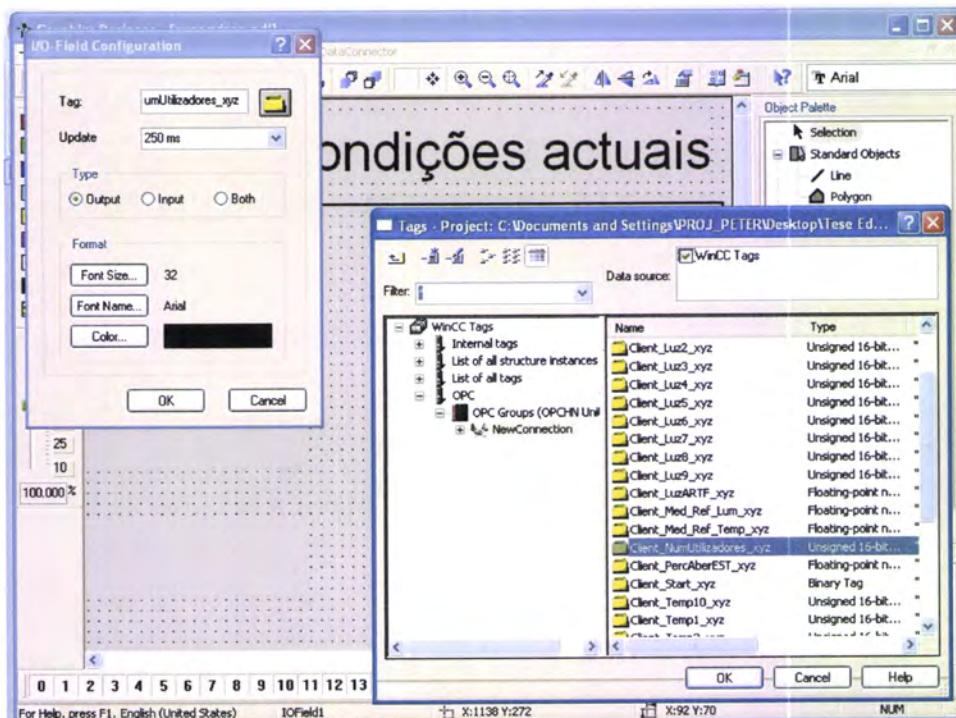 I/O-Field Configuration
Tag:
umUtilizadores_xyz
Update
250 ms
Type
Output
Input
Both
Format
Font Size...
32
Font Name...
Arial
Color...
OK
Cancel
DataConnector
Arial
ondições actuais
Object Palette
Selection
Standard Objects
Line
Polygon
Tags - Project: C:\Documents and Settings\PROJ_PETER\Desktop\Tese Ed...
Filter:
Data source:
WinCC Tags
WinCC Tags
Internal tags
List of all structure instances
List of all tags
OPC
OPC Groups (OPCHN Unil
NewConnection
Name Type
Client_Luz2_xyz Unsigned 16-bit...
Client_Luz3_xyz Unsigned 16-bit...
Client_Luz4_xyz Unsigned 16-bit...
Client_Luz5_xyz Unsigned 16-bit...
Client_Luz6_xyz Unsigned 16-bit...
Client_Luz7_xyz Unsigned 16-bit...
Client_Luz8_xyz Unsigned 16-bit...
Client_Luz9_xyz Unsigned 16-bit...
Client_LuzARTF_xyz Floating-point n...
Client_Med_Ref_Lum_xyz Floating-point n...
Client_Med_Ref_Temp_xyz Floating-point n...
Client_NumUtilizadores_xyz Unsigned 16-bit...
Client_PercAberEST_xyz Floating-point n...
Client_Start_xyz Binary Tag
Client_Temp10_xyz Unsigned 16-bit...
Client_Temp1_xyz Unsigned 16-bit...
OK
Cancel
Help
25
10
100.000 %
0 1 2 3 4 5 6 7 8 9 10 11 12 13
For Help, press F1. English (United States) IOField1 X:1138 Y:272 X:92 Y:70 NUM